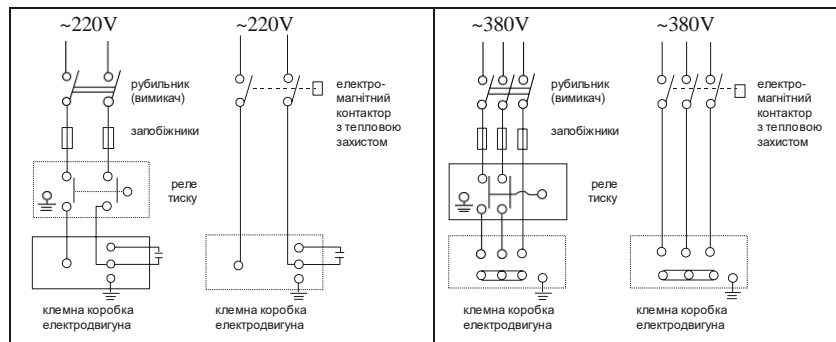 ~220V
~220V
рубильник
(вимикач)
запобіжники
реле
тиску
електро-
магнітний
контактор
з тепловою
захистом
клемна коробка
електродвигуна
клемна коробка
електродвигуна
~380V
~380V
рубильник
(вимикач)
запобіжники
реле
тиску
електро-
магнітний
контактор
з тепловою
захистом
клемна коробка
електродвигуна
клемна коробка
електродвигуна